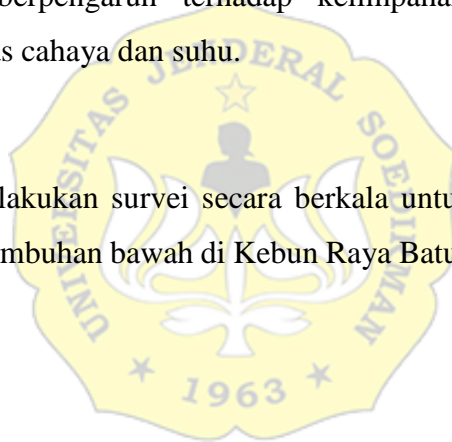 berpengaruh terhadap
s cahaya dan suhu.
lakukan survei secara berkala untu
mbuhan bawah di Kebun Raya Batu
UNIVERSITAS JENDERAL SOEDIRMAN
1963